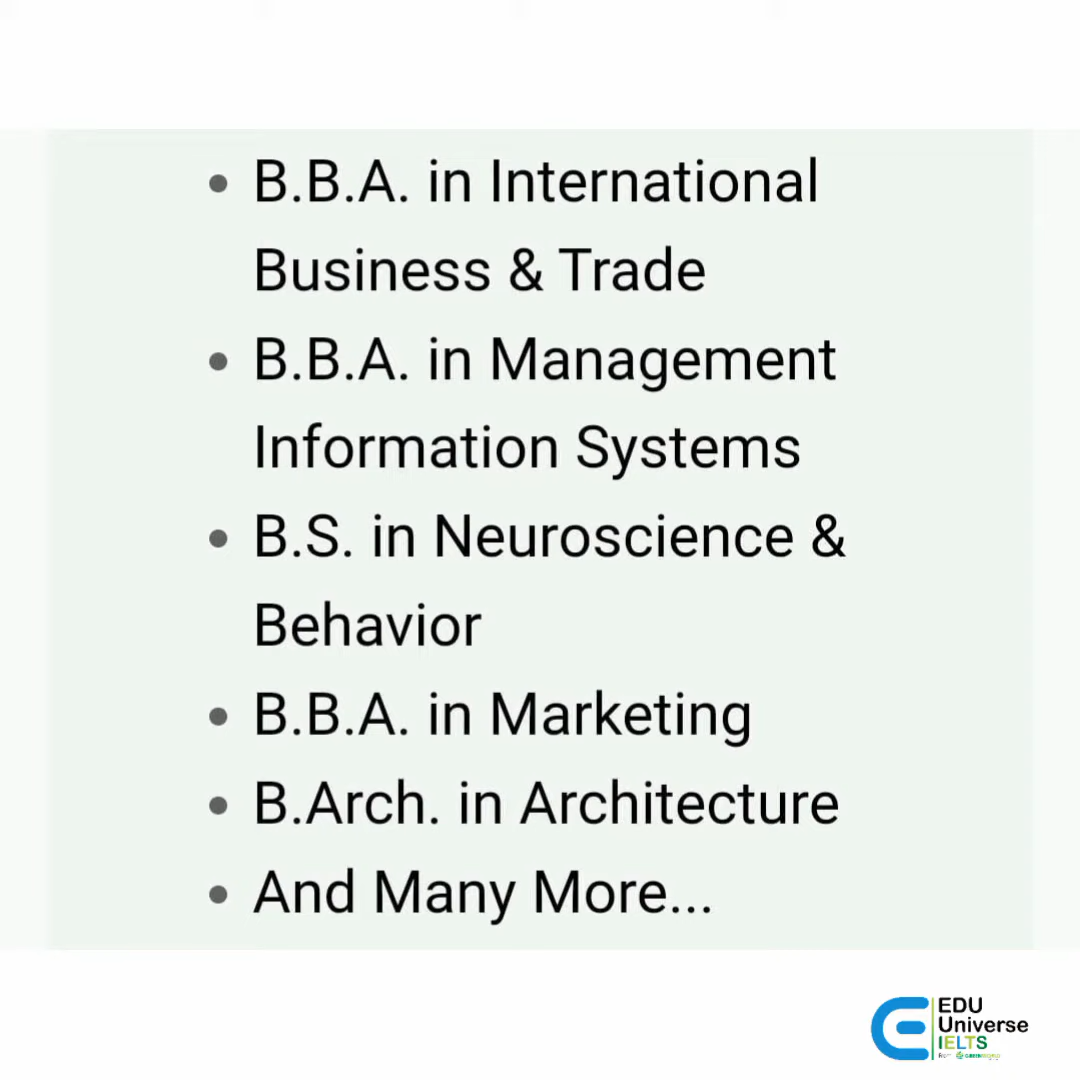 • B.B.A. in International
Business & Trade
• B.B.A. in Management
Information Systems
• B.S. in Neuroscience &
Behavior
• B.B.A. in Marketing
• B.Arch. in Architecture
• And Many More...
EDU
Universe
IELTS